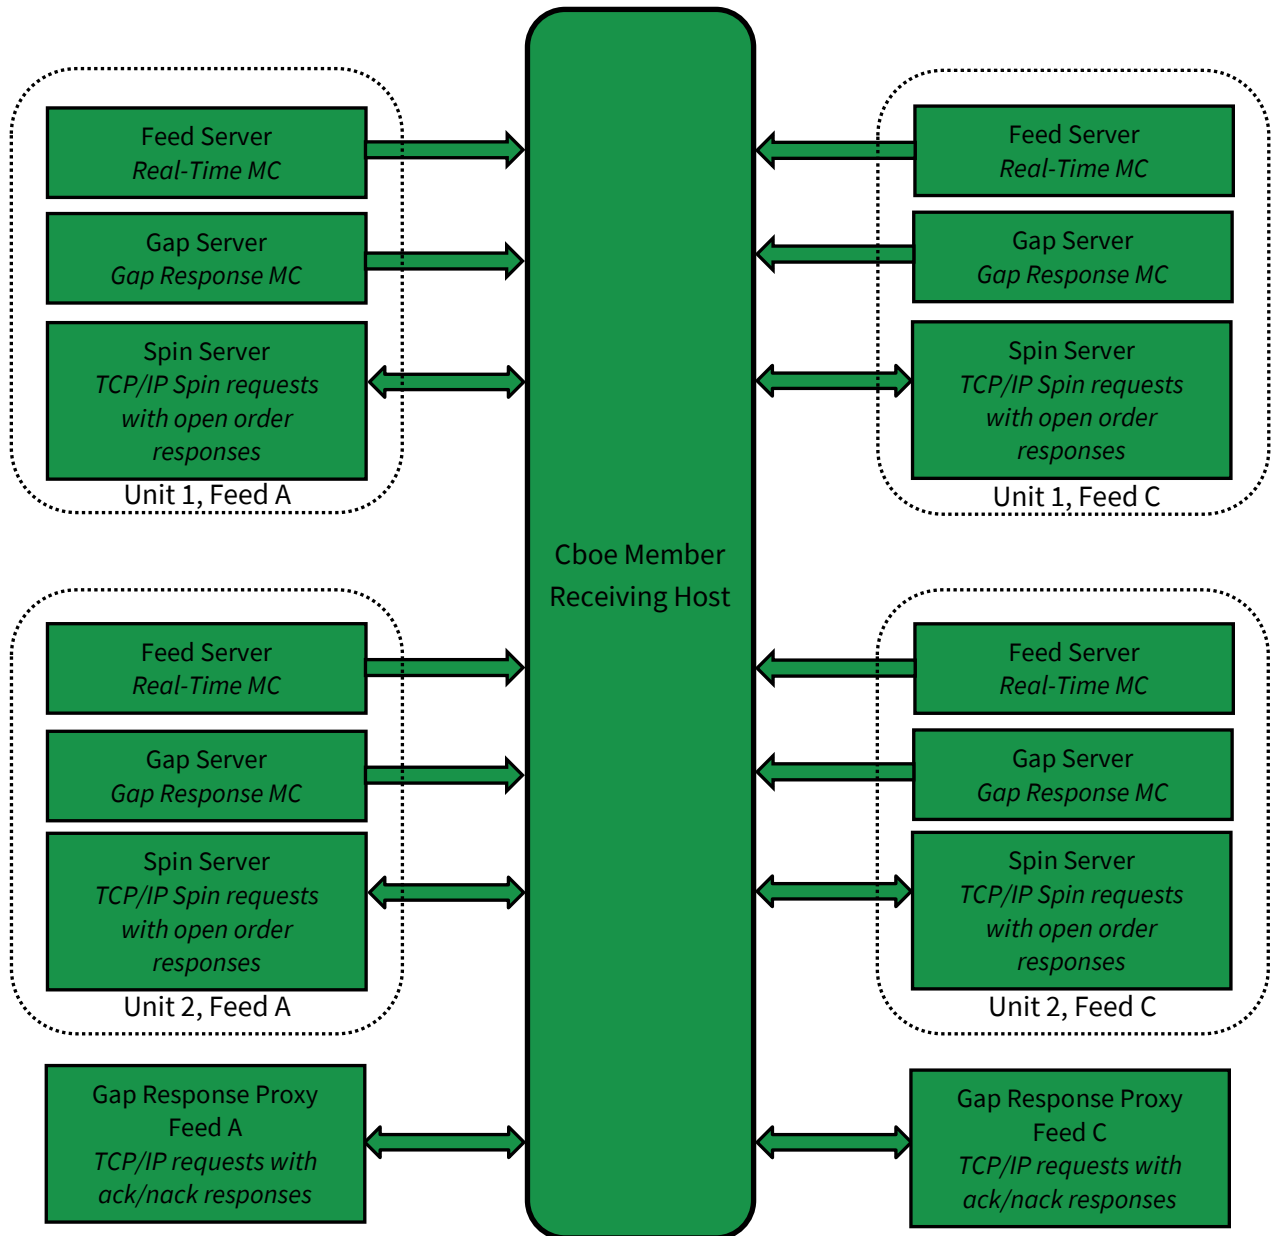 Feed Server
Real-Time MC
Gap Server
Gap Response MC
Spin Server
TCP/IP Spin requests
with open order
responses
Unit 1, Feed A
Feed Server
Real-Time MC
Gap Server
Gap Response MC
Spin Server
TCP/IP Spin requests
with open order
responses
Unit 2, Feed A
Gap Response Proxy
Feed A
TCP/IP requests with
ack/nack responses
Cboe Member
Receiving Host
Feed Server
Real-Time MC
Gap Server
Gap Response MC
Spin Server
TCP/IP Spin requests
with open order
responses
Unit 1, Feed C
Feed Server
Real-Time MC
Gap Server
Gap Response MC
Spin Server
TCP/IP Spin requests
with open order
responses
Unit 2, Feed C
Gap Response Proxy
Feed C
TCP/IP requests with
ack/nack responses